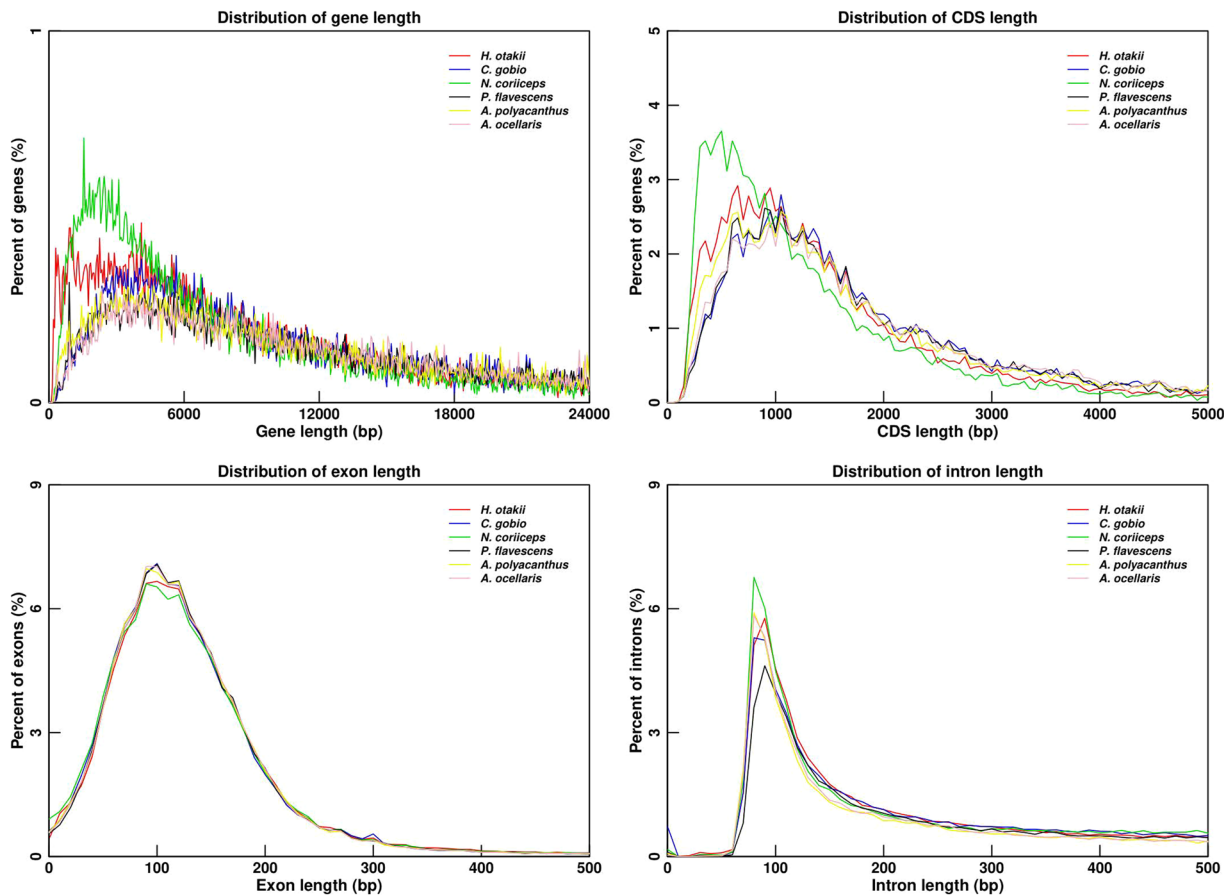 Distribution of gene length
1
H. otakii
C. gobio
N. coriiceps
P. flavescens
A. polyacanthus
A. ocellaris
Percent of genes (%)
0
0 6000 12000 18000 24000
Gene length (bp)
Distribution of CDS length
5
4
3
2
1
0
H. otakii
C. gobio
N. coriiceps
P. flavescens
A. polyacanthus
A. ocellaris
Percent of genes (%)
0 1000 2000 3000 4000 5000
CDS length (bp)
Distribution of exon length
9
6
3
0
H. otakii
C. gobio
N. coriiceps
P. flavescens
A. polyacanthus
A. ocellaris
Percent of exons (%)
0 100 200 300 400 500
Exon length (bp)
Distribution of intron length
9
6
3
0
H. otakii
C. gobio
N. coriiceps
P. flavescens
A. polyacanthus
A. ocellaris
Percent of introns (%)
0 100 200 300 400 500
Intron length (bp)